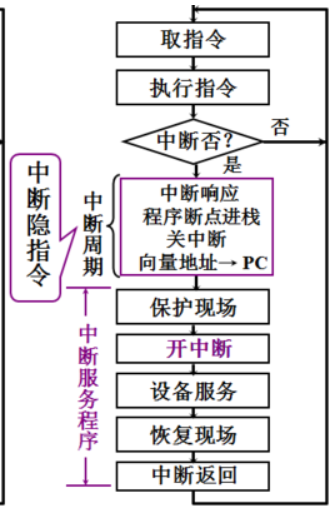 取指令
执行指令
中断否?
否
是
中断隐指令
中断周期
中断响应
程序断点进栈
关中断
向量地址→ PC
中断服务程序
保护现场
开中断
设备服务
恢复现场
中断返回